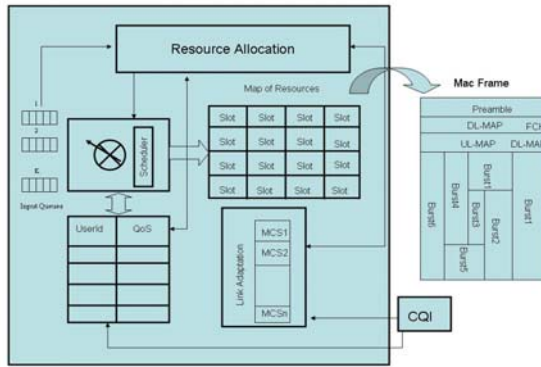 Resource Allocation
Map of Resources
Mac Frame
1
2
K
Input Queues
Scheduler
Slot Slot Slot Slot
Slot Slot Slot Slot
Slot Slot Slot Slot
Slot Slot Slot Slot
Preamble
DL-MAP FCH
UL-MAP DL-MAP
Burst1
Burst6
Burst4
Burst3
Burst2
Burst1
Burst5
UserId QoS
Link Adaptation
MCS1
MCS2
MCSn
CQI